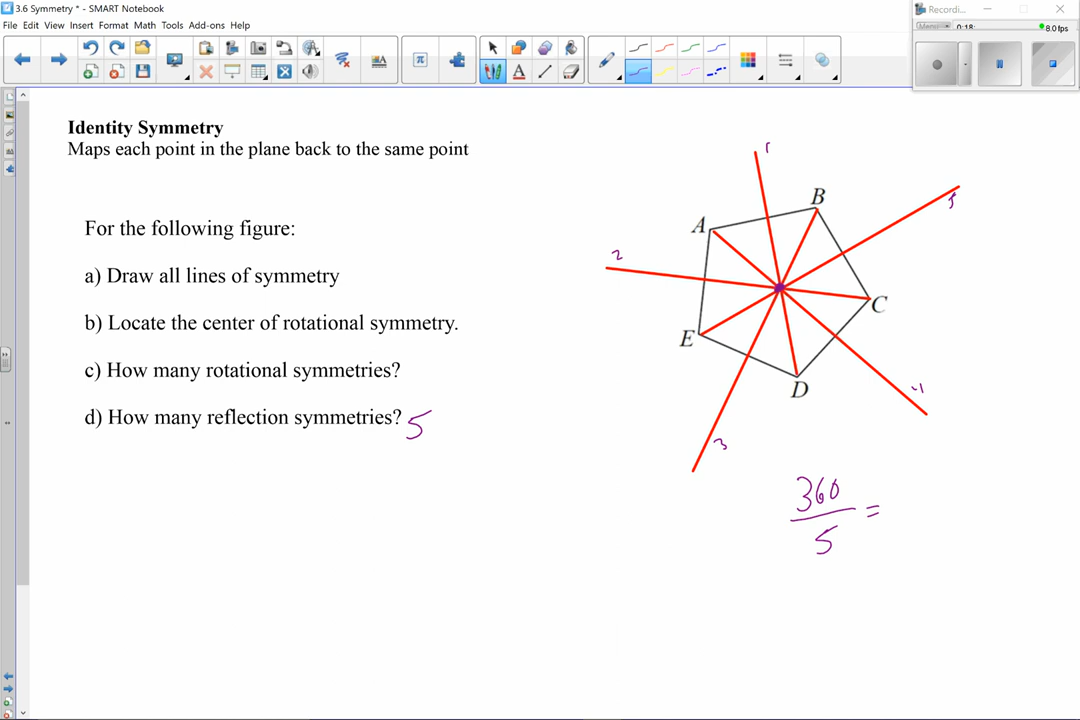 3.6 Symmetry * - SMART Notebook
Recordi...
File Edit View Insert Format Math Tools Add-ons Help
0:18
8.0 fps
Identity Symmetry
Maps each point in the plane back to the same point
For the following figure:
a) Draw all lines of symmetry
b) Locate the center of rotational symmetry.
c) How many rotational symmetries?
d) How many reflection symmetries? 5
1
B
5
A
2
C
E
D
4
3
360
5
=